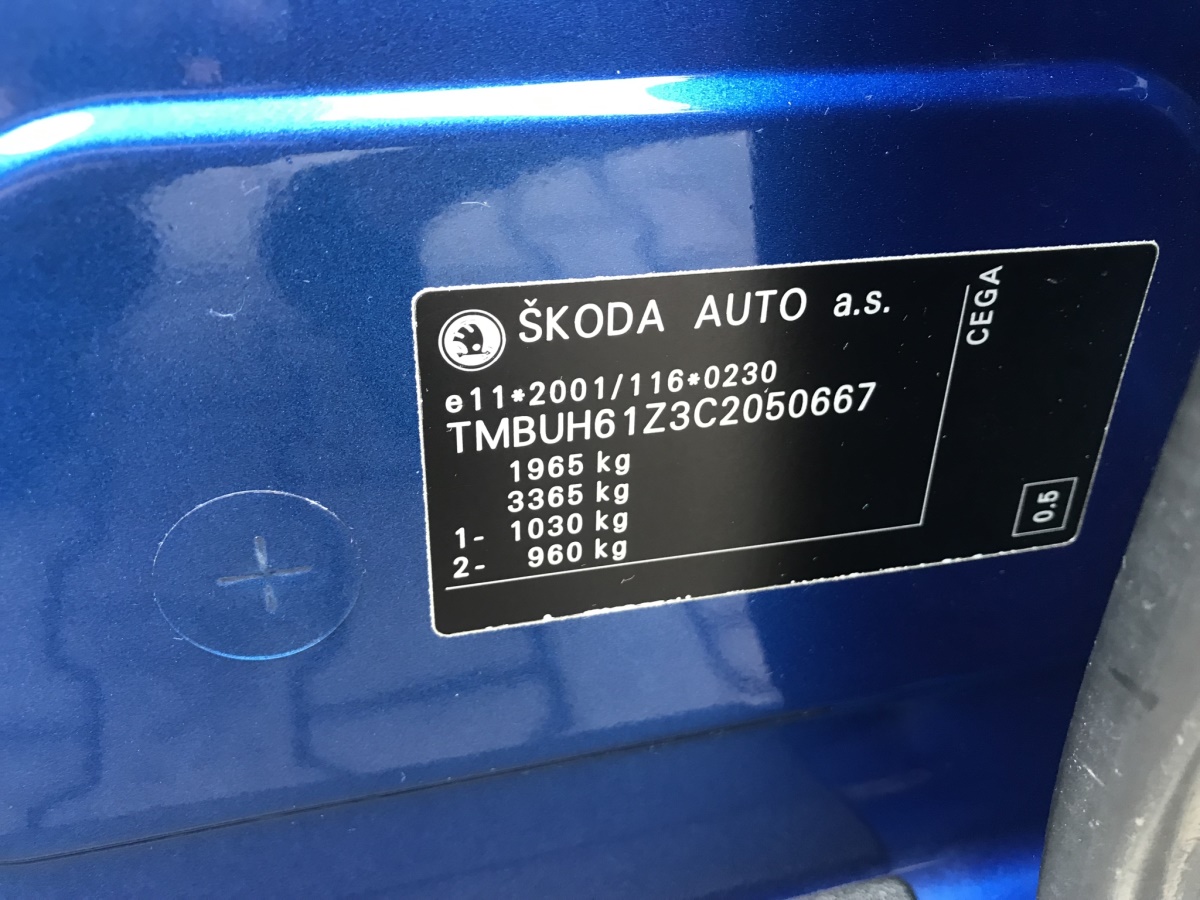 ŠKODA AUTO a.s.
e11*2001/116*0230
TMBUH61Z3C2050667
1965 kg
3365 kg
1- 1030 kg
2- 960 kg
CEGA
0.5